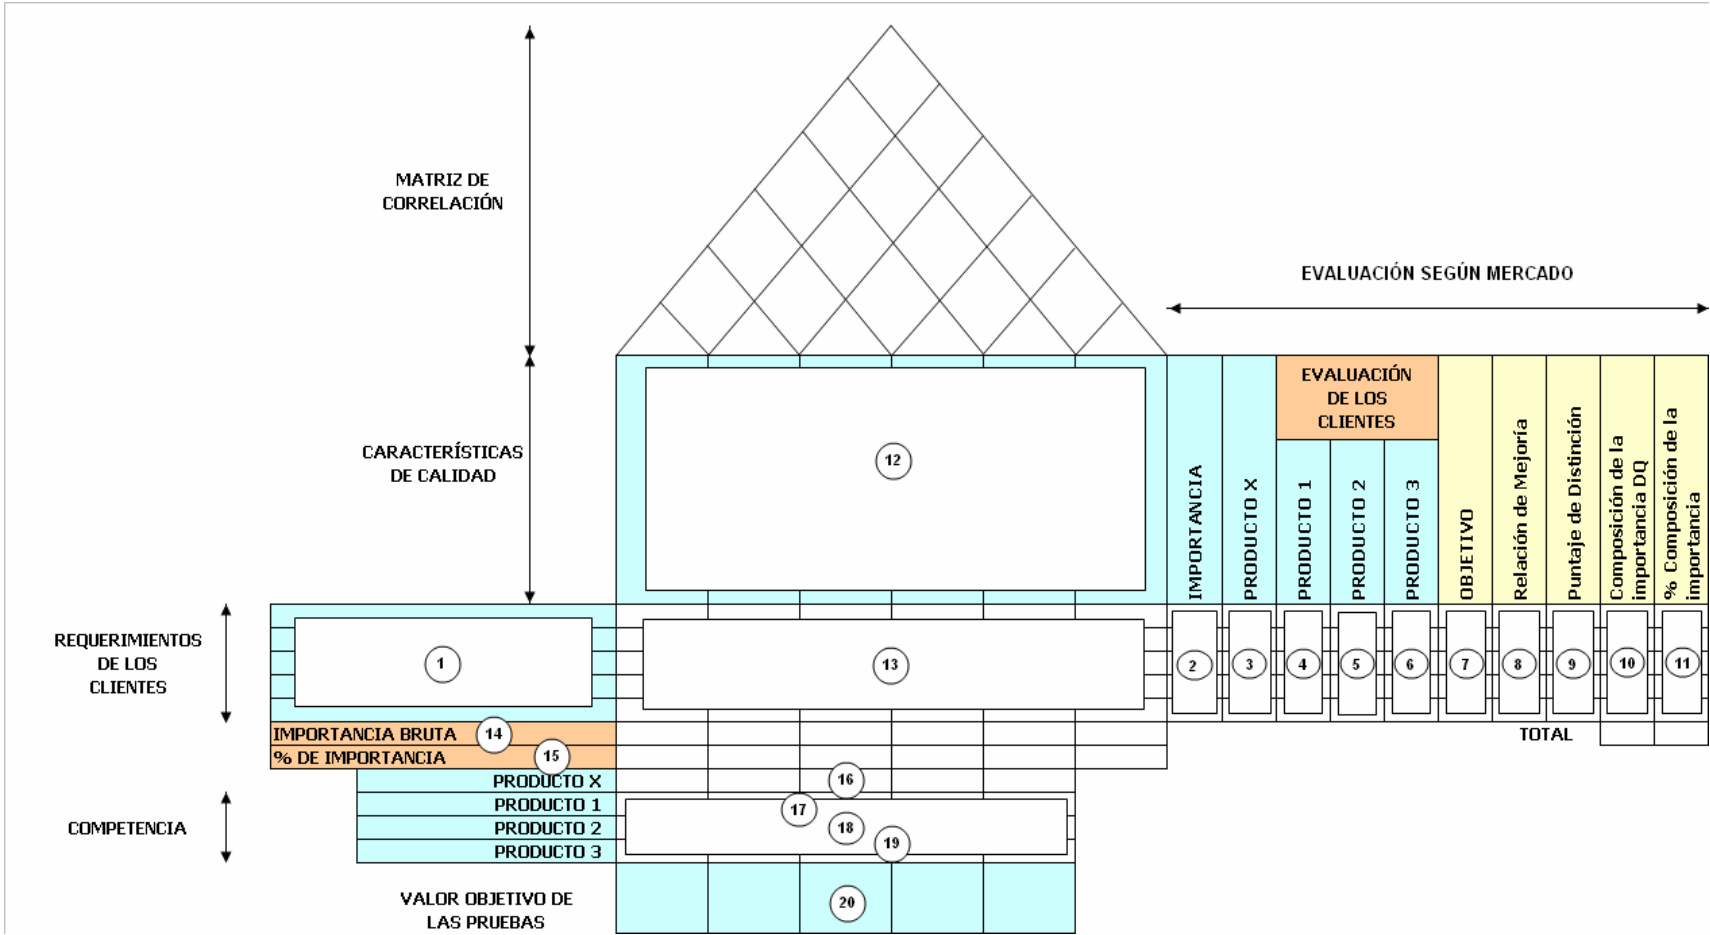 MATRIZ DE
CORRELACIÓN
EVALUACIÓN SEGÚN MERCADO
CARACTERÍSTICAS
DE CALIDAD
12
IMPORTANCIA
PRODUCTO X
EVALUACIÓN
DE LOS
CLIENTES
PRODUCTO 1
PRODUCTO 2
PRODUCTO 3
OBJETIVO
Relación de Mejoría
Puntaje de Distinción
Composición de la
importancia DQ
% Composición de la
importancia
REQUERIMIENTOS
DE LOS
CLIENTES
1
13
2
3
4
5
6
7
8
9
10
11
IMPORTANCIA BRUTA
14
TOTAL
% DE IMPORTANCIA
15
PRODUCTO X
16
COMPETENCIA
PRODUCTO 1
17
PRODUCTO 2
18
PRODUCTO 3
19
VALOR OBJETIVO DE
LAS PRUEBAS
20